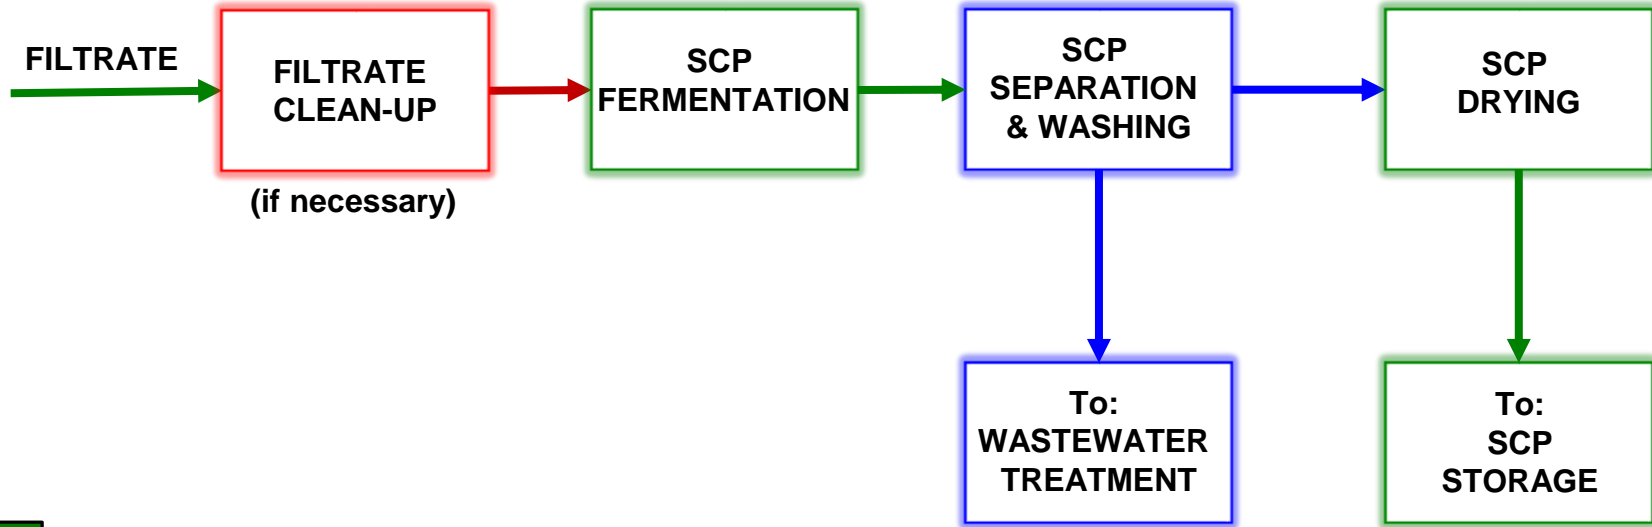 FILTRATE
FILTRATE
CLEAN-UP
(if necessary)
SCP
FERMENTATION
SCP
SEPARATION
& WASHING
SCP
DRYING
To:
WASTEWATER
TREATMENT
To:
SCP
STORAGE